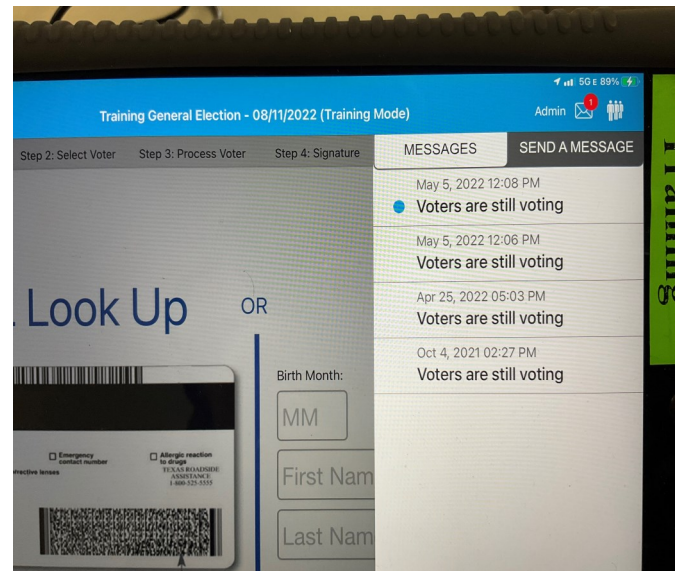 5G E 89%
Training General Election - 08/11/2022 (Training Mode)
Admin
1
Step 2: Select Voter
Step 3: Process Voter
Step 4: Signature
MESSAGES
SEND A MESSAGE
May 5, 2022 12:08 PM
Voters are still voting
May 5, 2022 12:06 PM
Voters are still voting
Apr 25, 2022 05:03 PM
Voters are still voting
Oct 4, 2021 02:27 PM
Voters are still voting
Look Up
OR
Birth Month:
MM
First Nam
Last Nam
Emergency
contact number
Allergic reaction
to drugs
rrective lenses
TEXAS ROADSIDE
ASSISTANCE
1-800-525-5555
Training